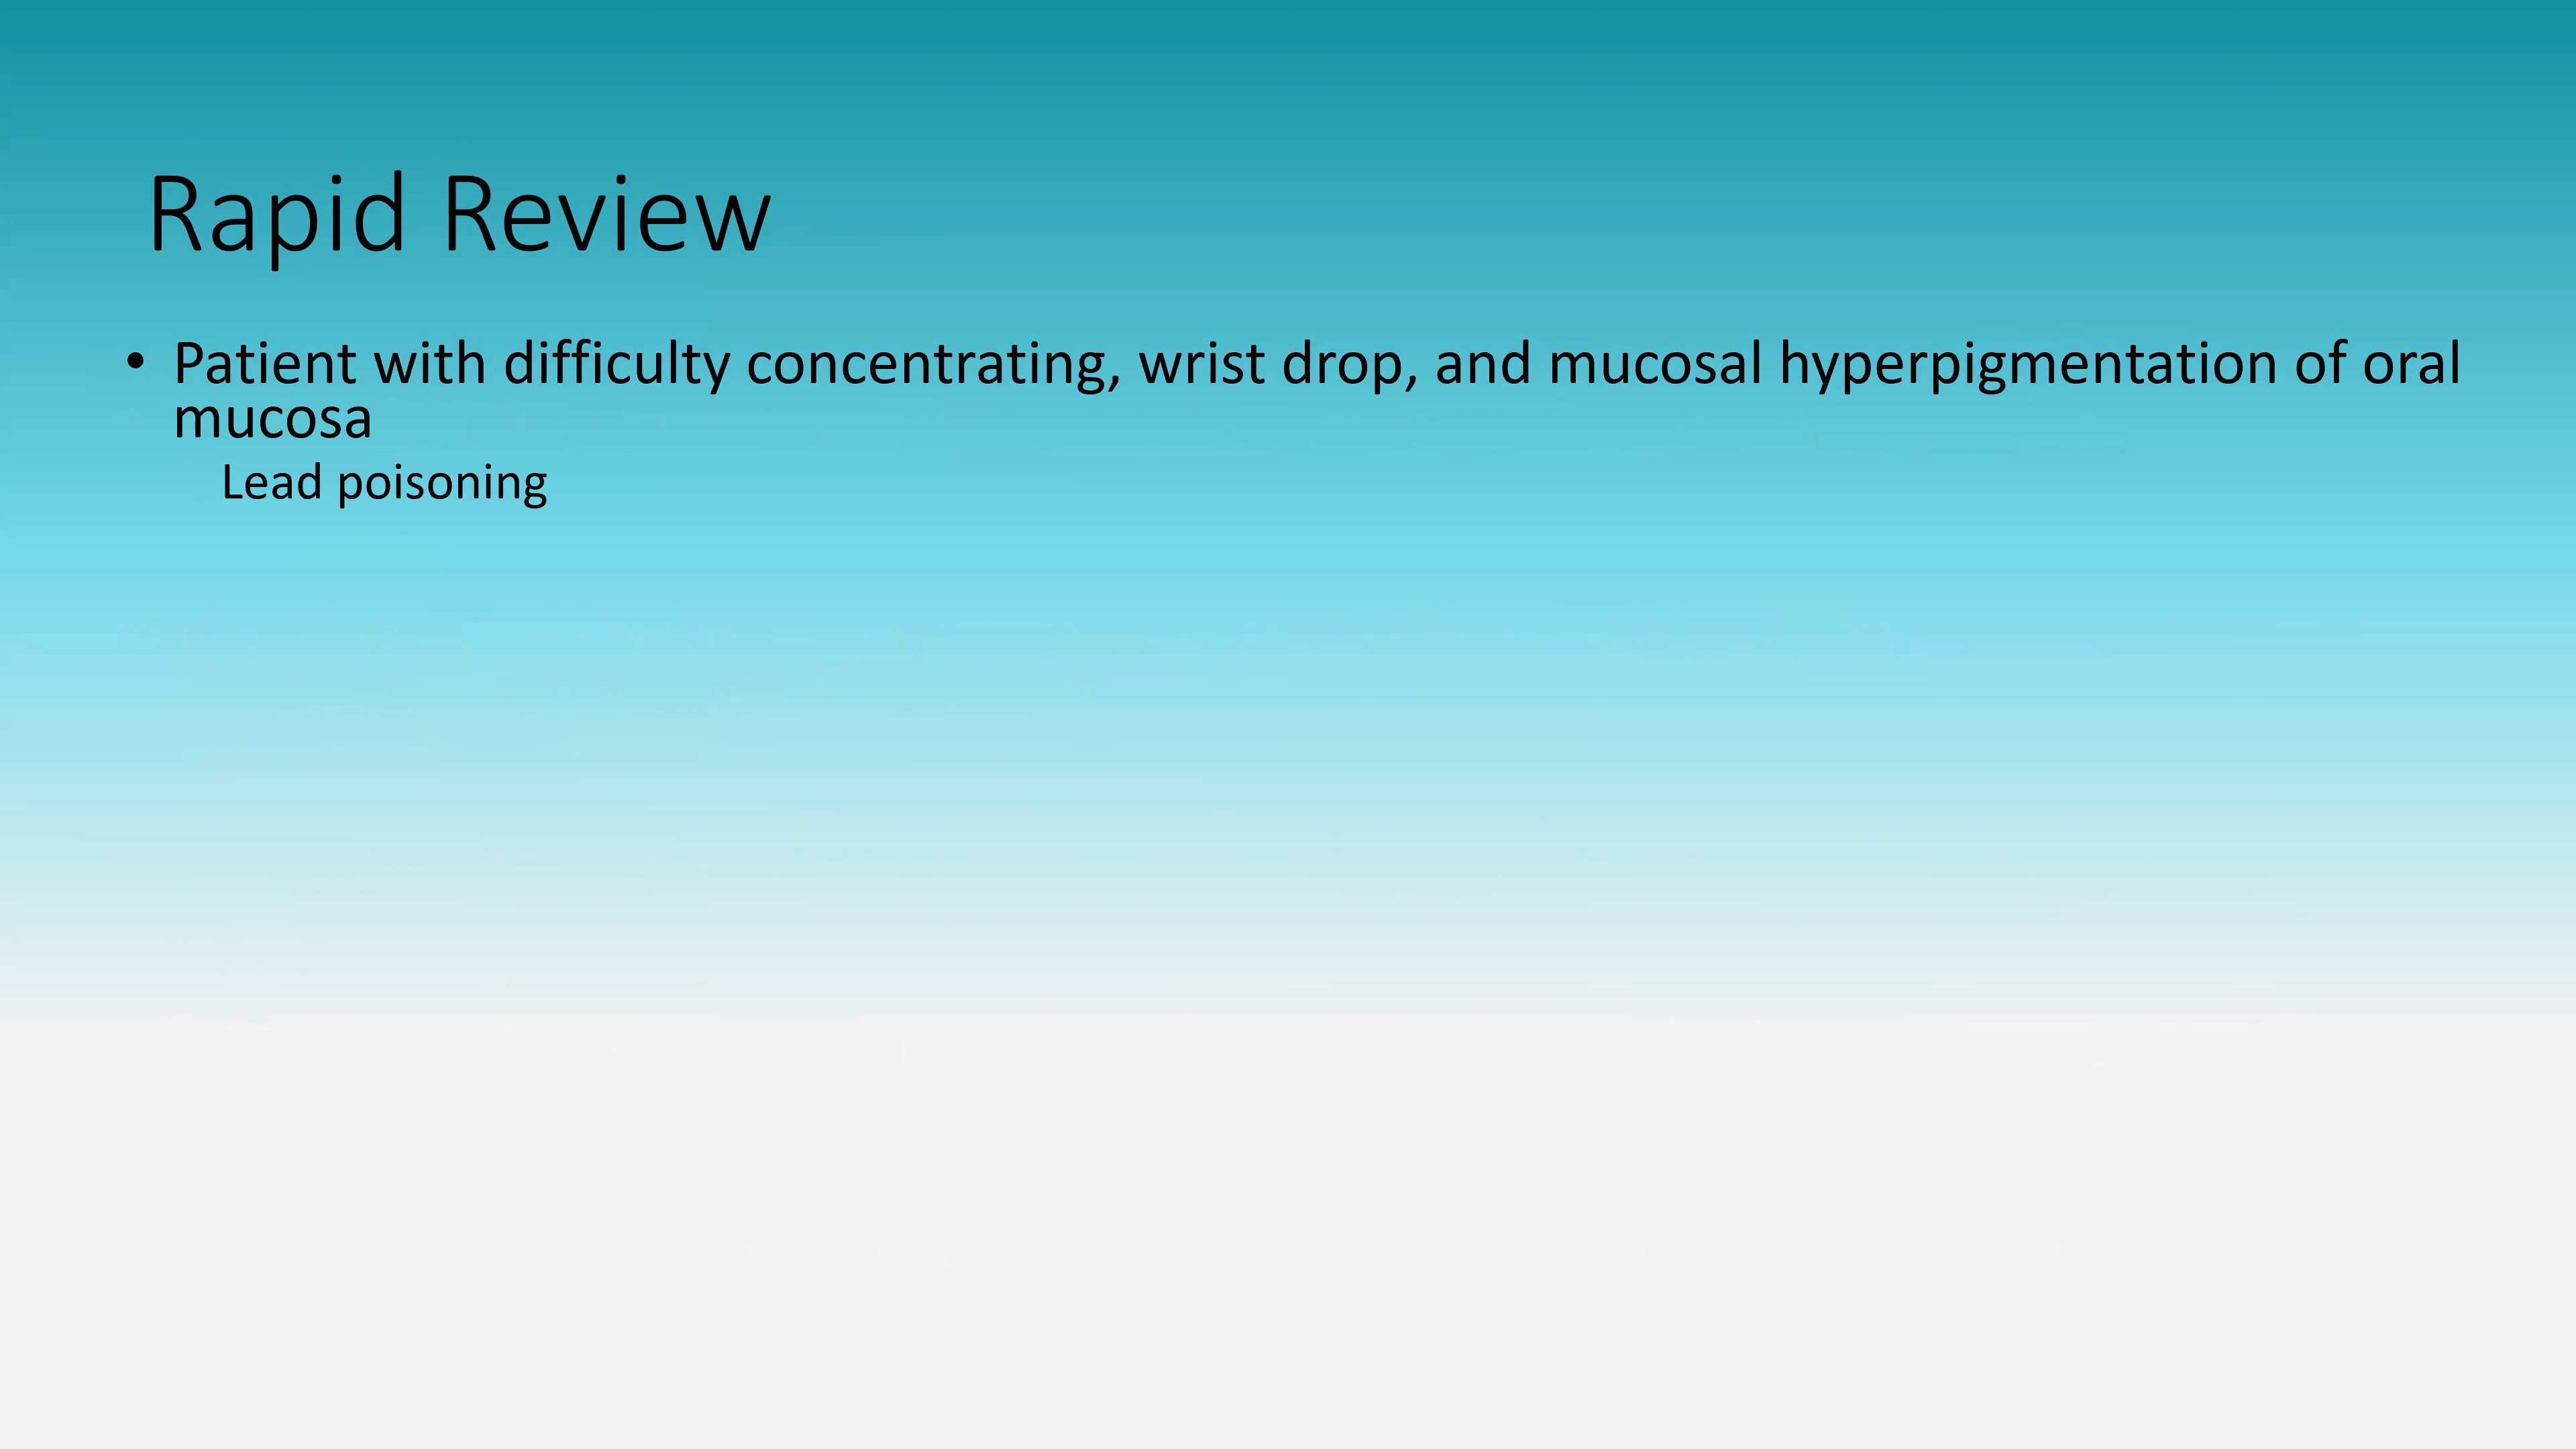 Rapid Review
• Patient with difficulty concentrating, wrist drop, and mucosal hyperpigmentation of oral
mucosa
Lead poisoning